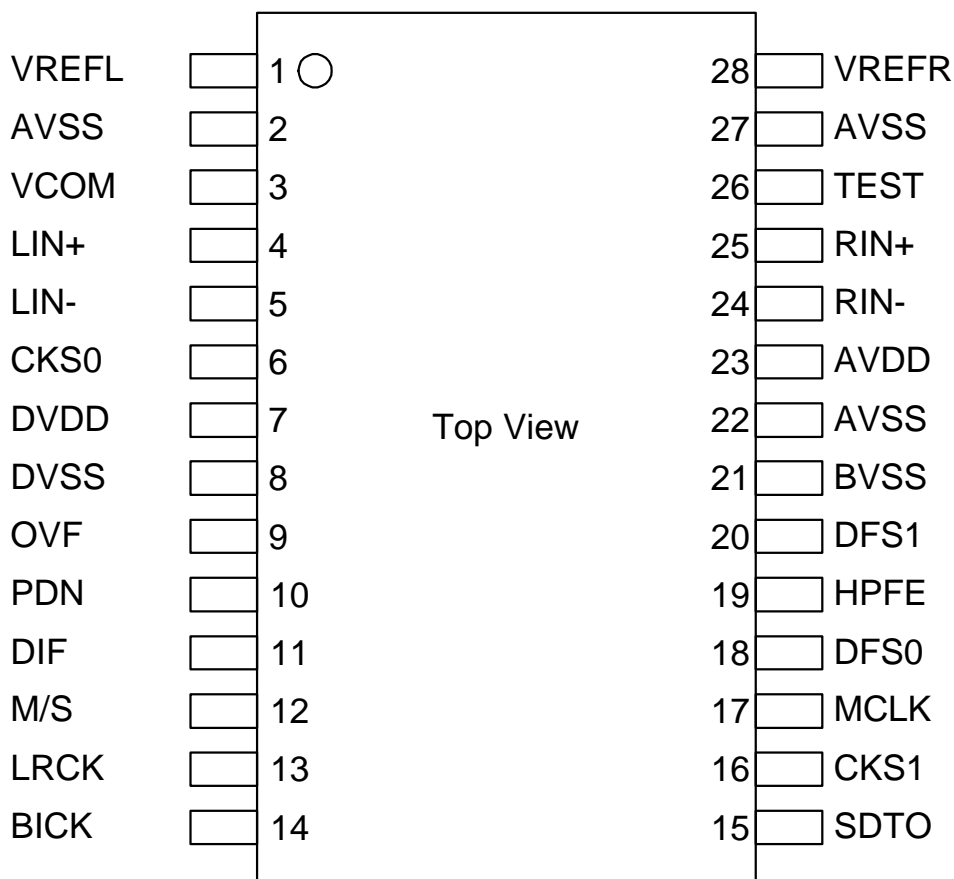 VREFL 1 28 VREFR
AVSS 2 27 AVSS
VCOM 3 26 TEST
LIN+ 4 25 RIN+
LIN- 5 24 RIN-
CKS0 6 23 AVDD
DVDD 7 Top View 22 AVSS
DVSS 8 21 BVSS
OVF 9 20 DFS1
PDN 10 19 HPFE
DIF 11 18 DFS0
M/S 12 17 MCLK
LRCK 13 16 CKS1
BICK 14 15 SDTO